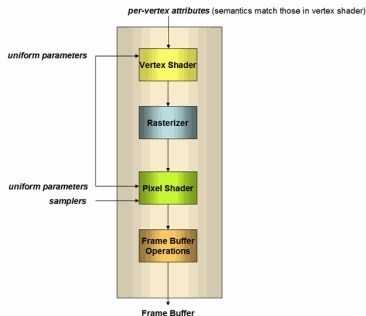 per-vertex attributes (semantics match those in vertex shader)
uniform parameters
Vertex Shader
Rasterizer
uniform parameters
Pixel Shader
samplers
Frame Buffer
Operations
Frame Buffer